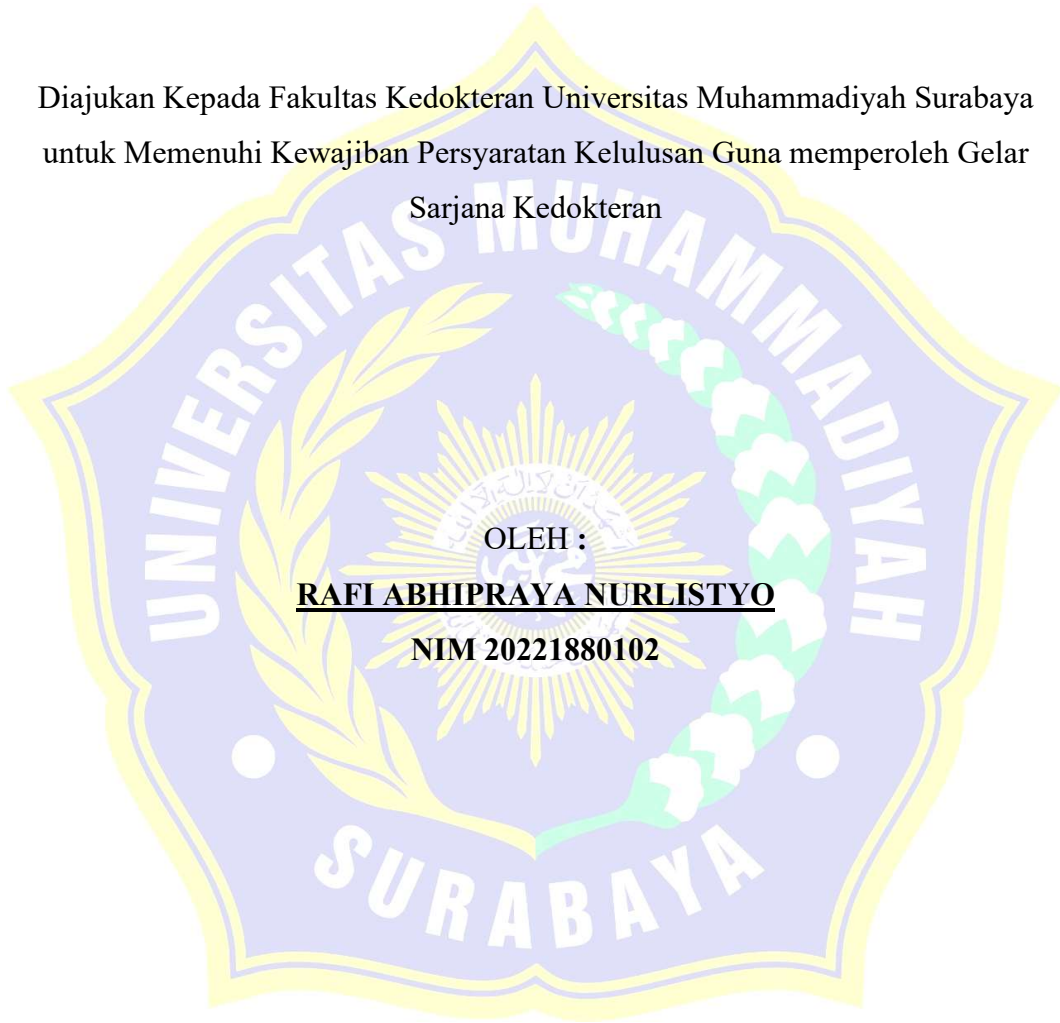 Diajukan Kepada Fakultas Kedokteran Universitas Muhammadiyah Surabaya
untuk Memenuhi Kewajiban Persyaratan Kelulusan Guna memperoleh Gelar
Sarjana Kedokteran
UNIVERSITAS MUHAMMADIYAH
OLEH :
RAFI ABHIPRAYA NURLISTYO
NIM 20221880102
SURABAYA